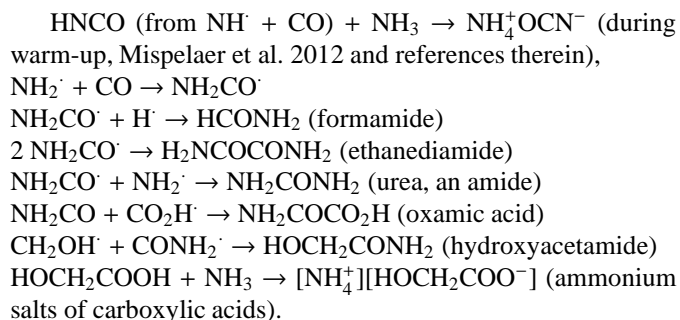 HNCO (from NH˙ + CO) + NH₃ → NH₄⁺OCN⁻ (during
warm-up, Mispelaer et al. 2012 and references therein),
NH₂˙ + CO → NH₂CO˙
NH₂CO˙ + H˙ → HCONH₂ (formamide)
2 NH₂CO˙ → H₂NCOCONH₂ (ethanediamide)
NH₂CO˙ + NH₂˙ → NH₂CONH₂ (urea, an amide)
NH₂CO + CO₂H˙ → NH₂COCO₂H (oxamic acid)
CH₂OH˙ + CONH₂˙ → HOCH₂CONH₂ (hydroxyacetamide)
HOCH₂COOH + NH₃ → [NH₄⁺][HOCH₂COO⁻] (ammonium
salts of carboxylic acids).